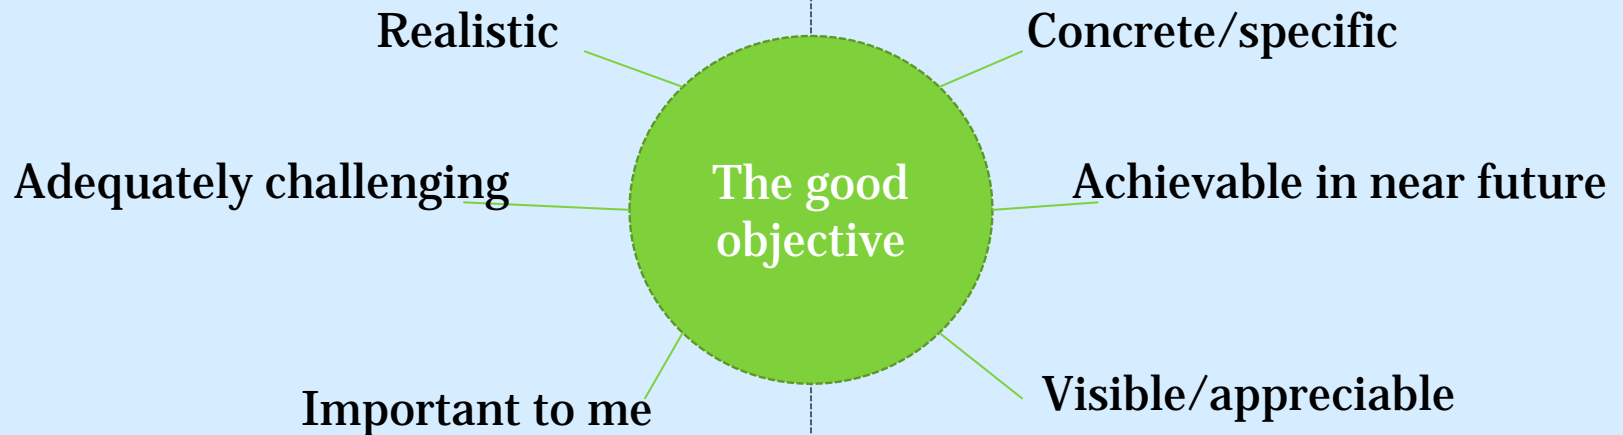 Realistic
Concrete/specific
Adequately challenging
The good
objective
Achievable in near future
Important to me
Visible/appreciable